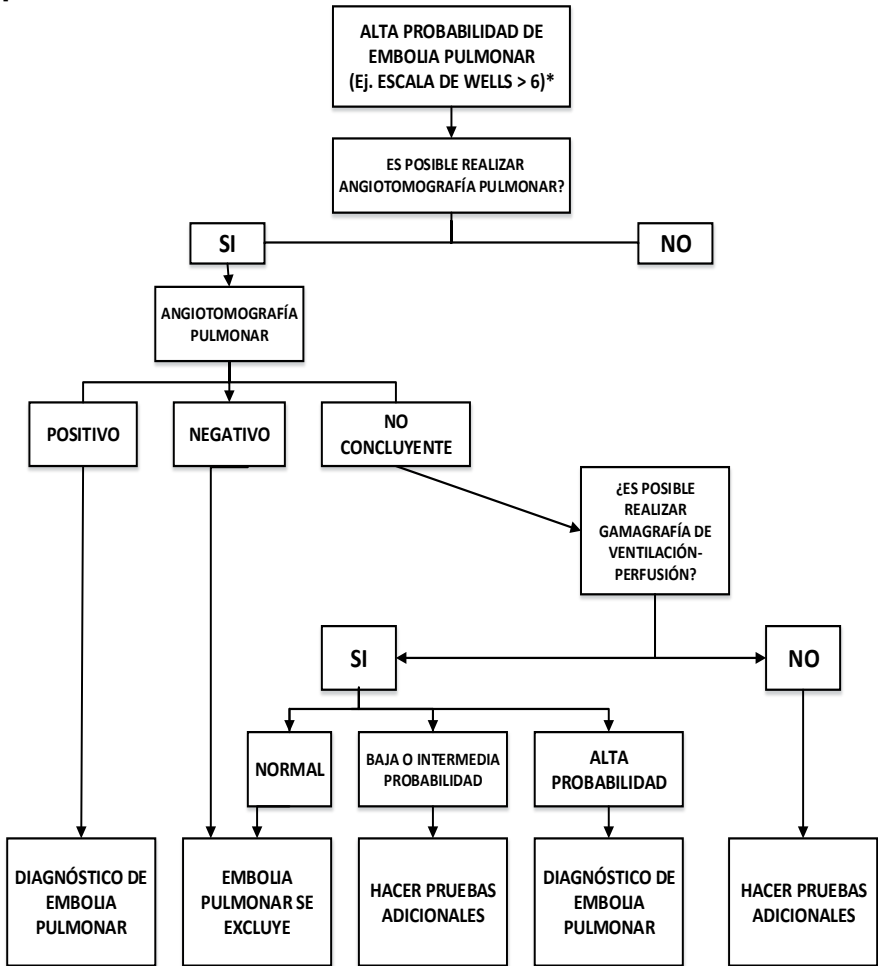 ALTA PROBABILIDAD DE
EMBOLIA PULMONAR
(Ej. ESCALA DE WELLS > 6)*
ES POSIBLE REALIZAR
ANGIOTOMOGRAFÍA PULMONAR?
SI
NO
ANGIOTOMOGRAFÍA
PULMONAR
POSITIVO
NEGATIVO
NO
CONCLUYENTE
¿ES POSIBLE
REALIZAR
GAMAGRAFÍA DE
VENTILACIÓN-
PERFUSIÓN?
SI
NO
NORMAL
BAJA O INTERMEDIA
PROBABILIDAD
ALTA
PROBABILIDAD
DIAGNÓSTICO DE
EMBOLIA
PULMONAR
EMBOLIA
PULMONAR SE
EXCLUYE
HACER PRUEBAS
ADICIONALES
DIAGNÓSTICO DE
EMBOLIA
PULMONAR
HACER PRUEBAS
ADICIONALES